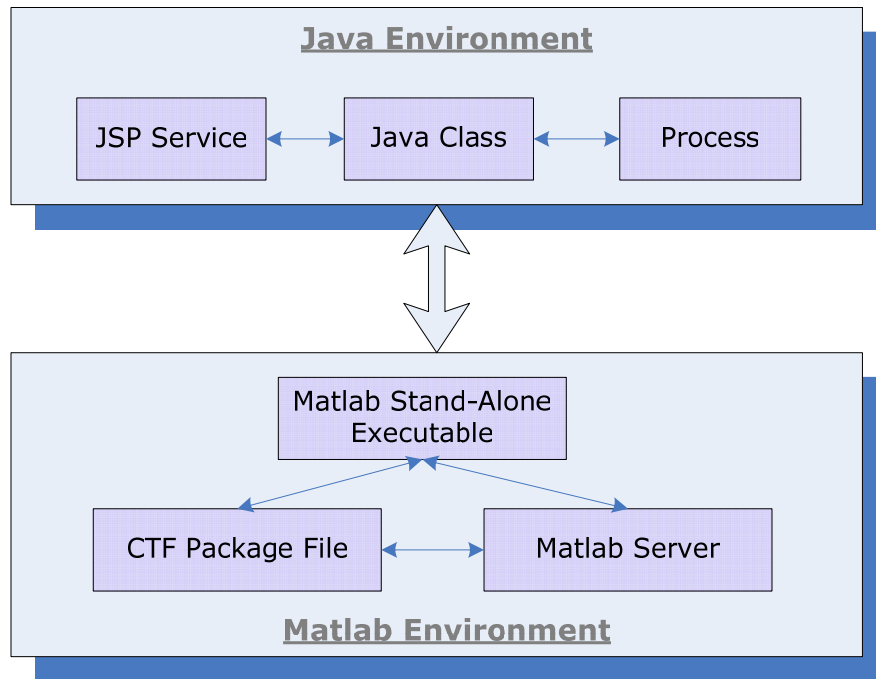 Java Environment
JSP Service
Java Class
Process
Matlab Stand-Alone
Executable
CTF Package File
Matlab Server
Matlab Environment